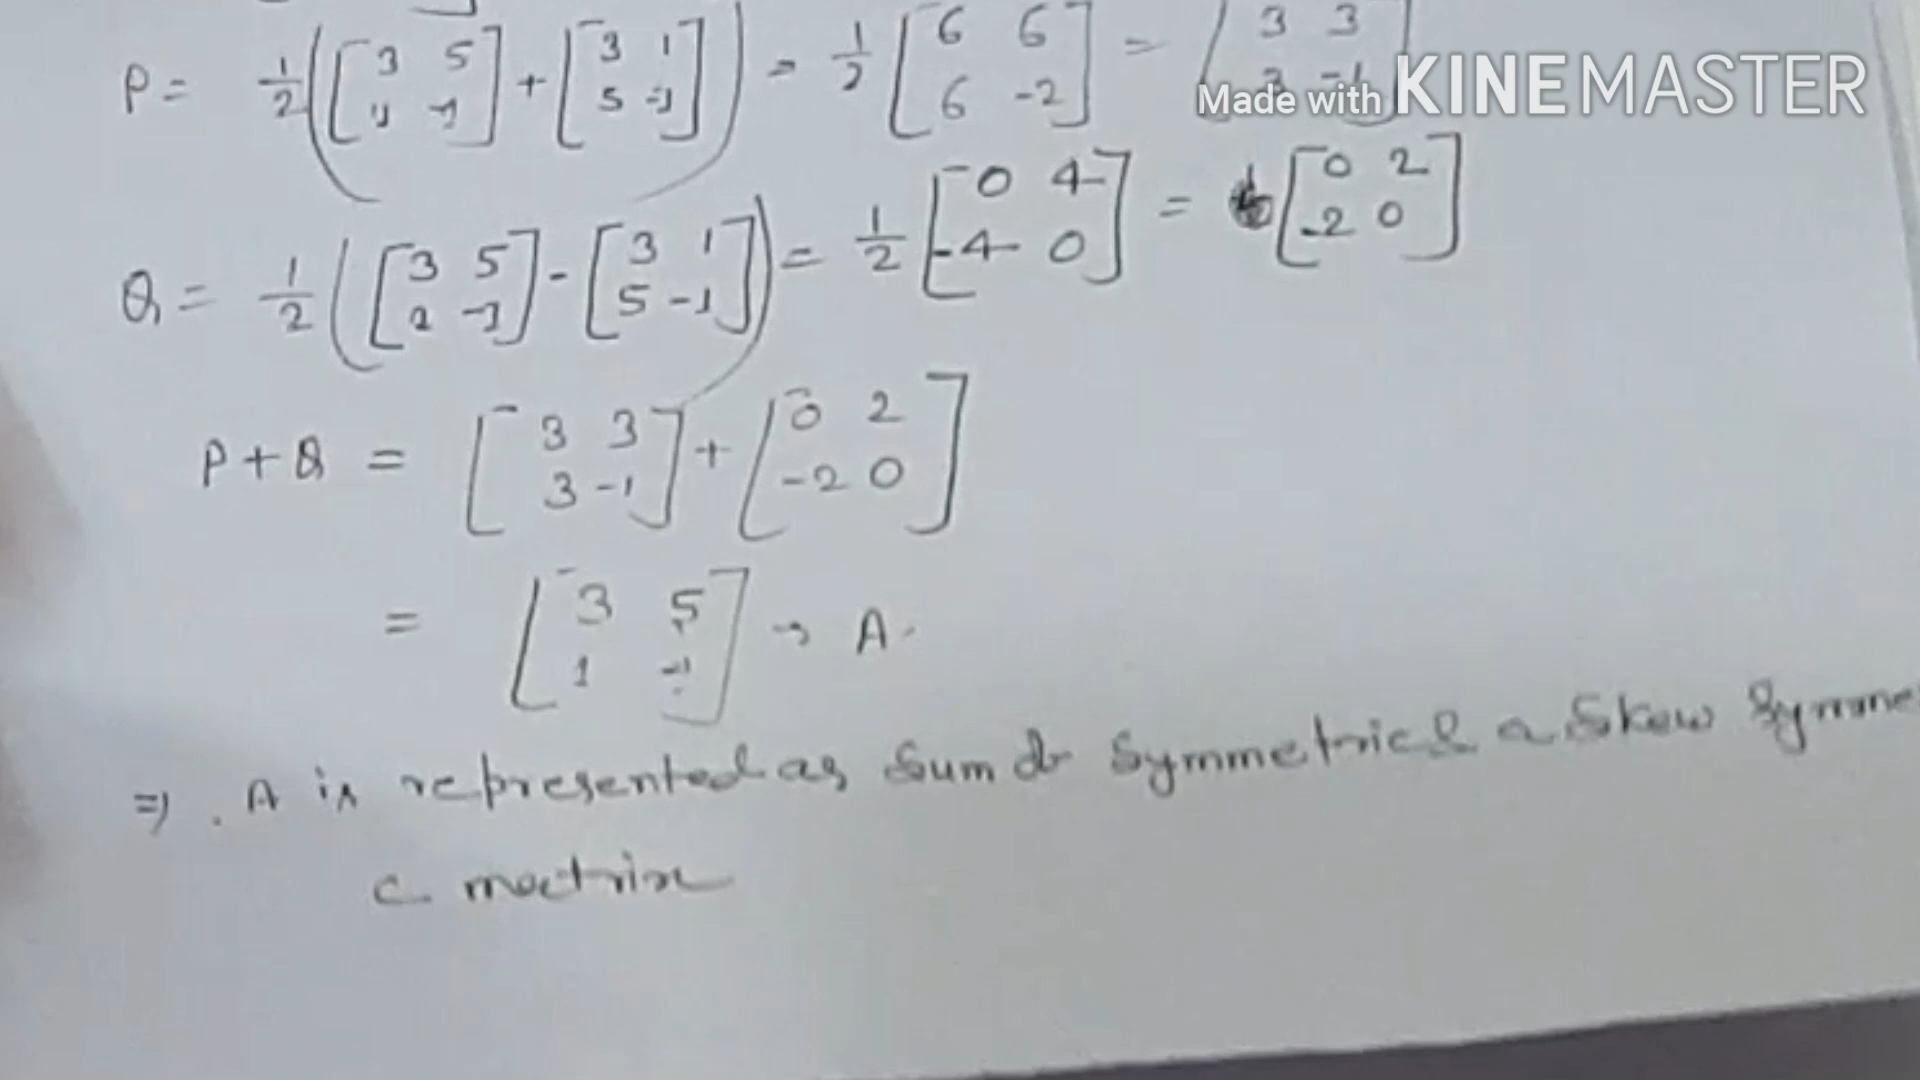 P = 1/2 ([3 5; 1 -1] + [3 1; 5 -1]) = 1/2 [6 6; 6 -2] = [3 3; 3 -1]
Made with KINEMASTER
Q = 1/2 ([3 5; 1 -1] - [3 1; 5 -1]) = 1/2 [0 4; -4 0] = [0 2; -2 0]
P + Q = [3 3; 3 -1] + [0 2; -2 0]
= [3 5; 1 -1] → A.
⇒ . A is represented as sum of Symmetric & a Skew Symme
c matrix